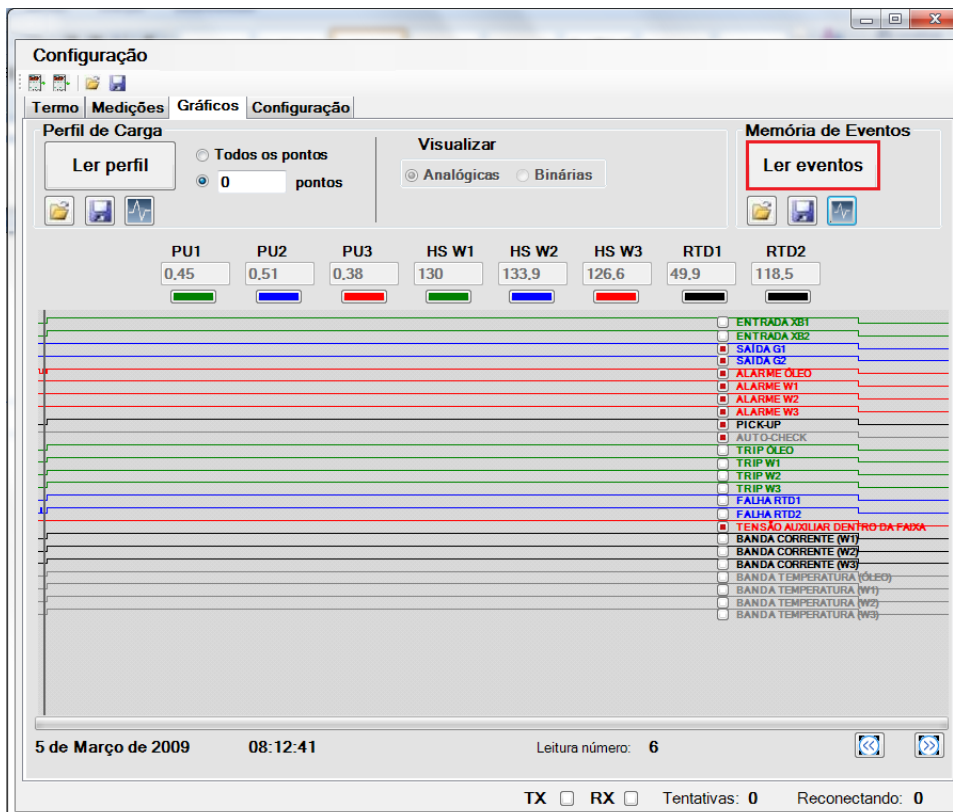 Configuração
Termo Medições Gráficos Configuração
Perfil de Carga
Ler perfil
Todos os pontos
0 pontos
Visualizar
Analógicas Binárias
Memória de Eventos
Ler eventos
PU1 PU2 PU3 HS W1 HS W2 HS W3 RTD1 RTD2
0,45 0,51 0,38 130 133,9 126,6 49,9 118,5
ENTRADA XB1
ENTRADA XB2
SAÍDA G1
SAÍDA G2
ALARME ÓLEO
ALARME W1
ALARME W2
ALARME W3
PICK-UP
AUTO-CHECK
TRIP ÓLEO
TRIP W1
TRIP W2
TRIP W3
FALHA RTD1
FALHA RTD2
TENSÃO AUXILIAR DENTRO DA FAIXA
BANDA CORRENTE (W1)
BANDA CORRENTE (W2)
BANDA CORRENTE (W3)
BANDA TEMPERATURA (ÓLEO)
BANDA TEMPERATURA (W1)
BANDA TEMPERATURA (W2)
BANDA TEMPERATURA (W3)
5 de Março de 2009 08:12:41 Leitura número: 6
TX RX Tentativas: 0 Reconectando: 0